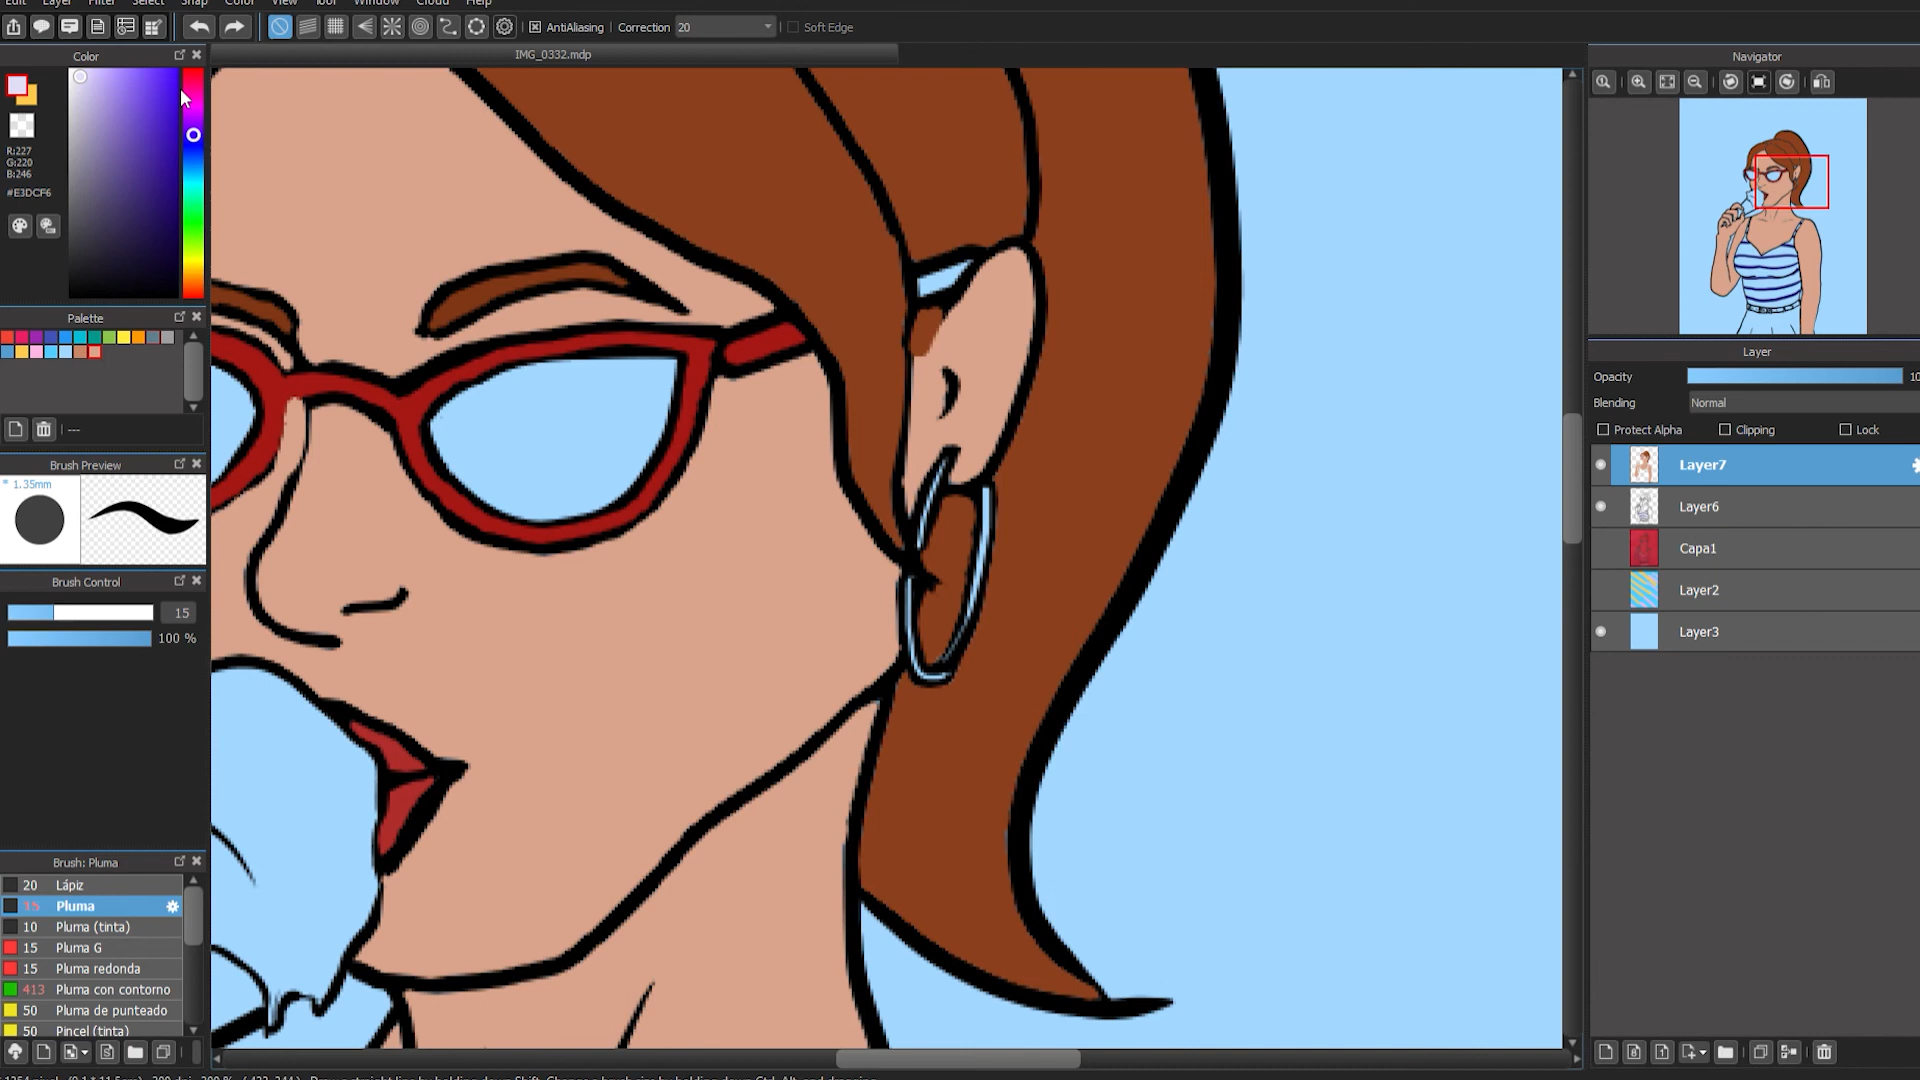 Edit Layer Filter Select Snap Color View Tool Window Cloud Help
AntiAliasing Correction 20 Soft Edge
Color
IMG_0332.mdp
Navigator
R:227
G:220
B:246
#E3DCF6
Palette
---
Brush Preview
* 1.35mm
Brush Control
15
100 %
Brush: Pluma
20 Lápiz
15 Pluma
10 Pluma (tinta)
15 Pluma G
15 Pluma redonda
413 Pluma con contorno
50 Pluma de punteado
50 Pincel (tinta)
Layer
Opacity 10
Blending Normal
Protect Alpha Clipping Lock
Layer7
Layer6
Capa1
Layer2
Layer3